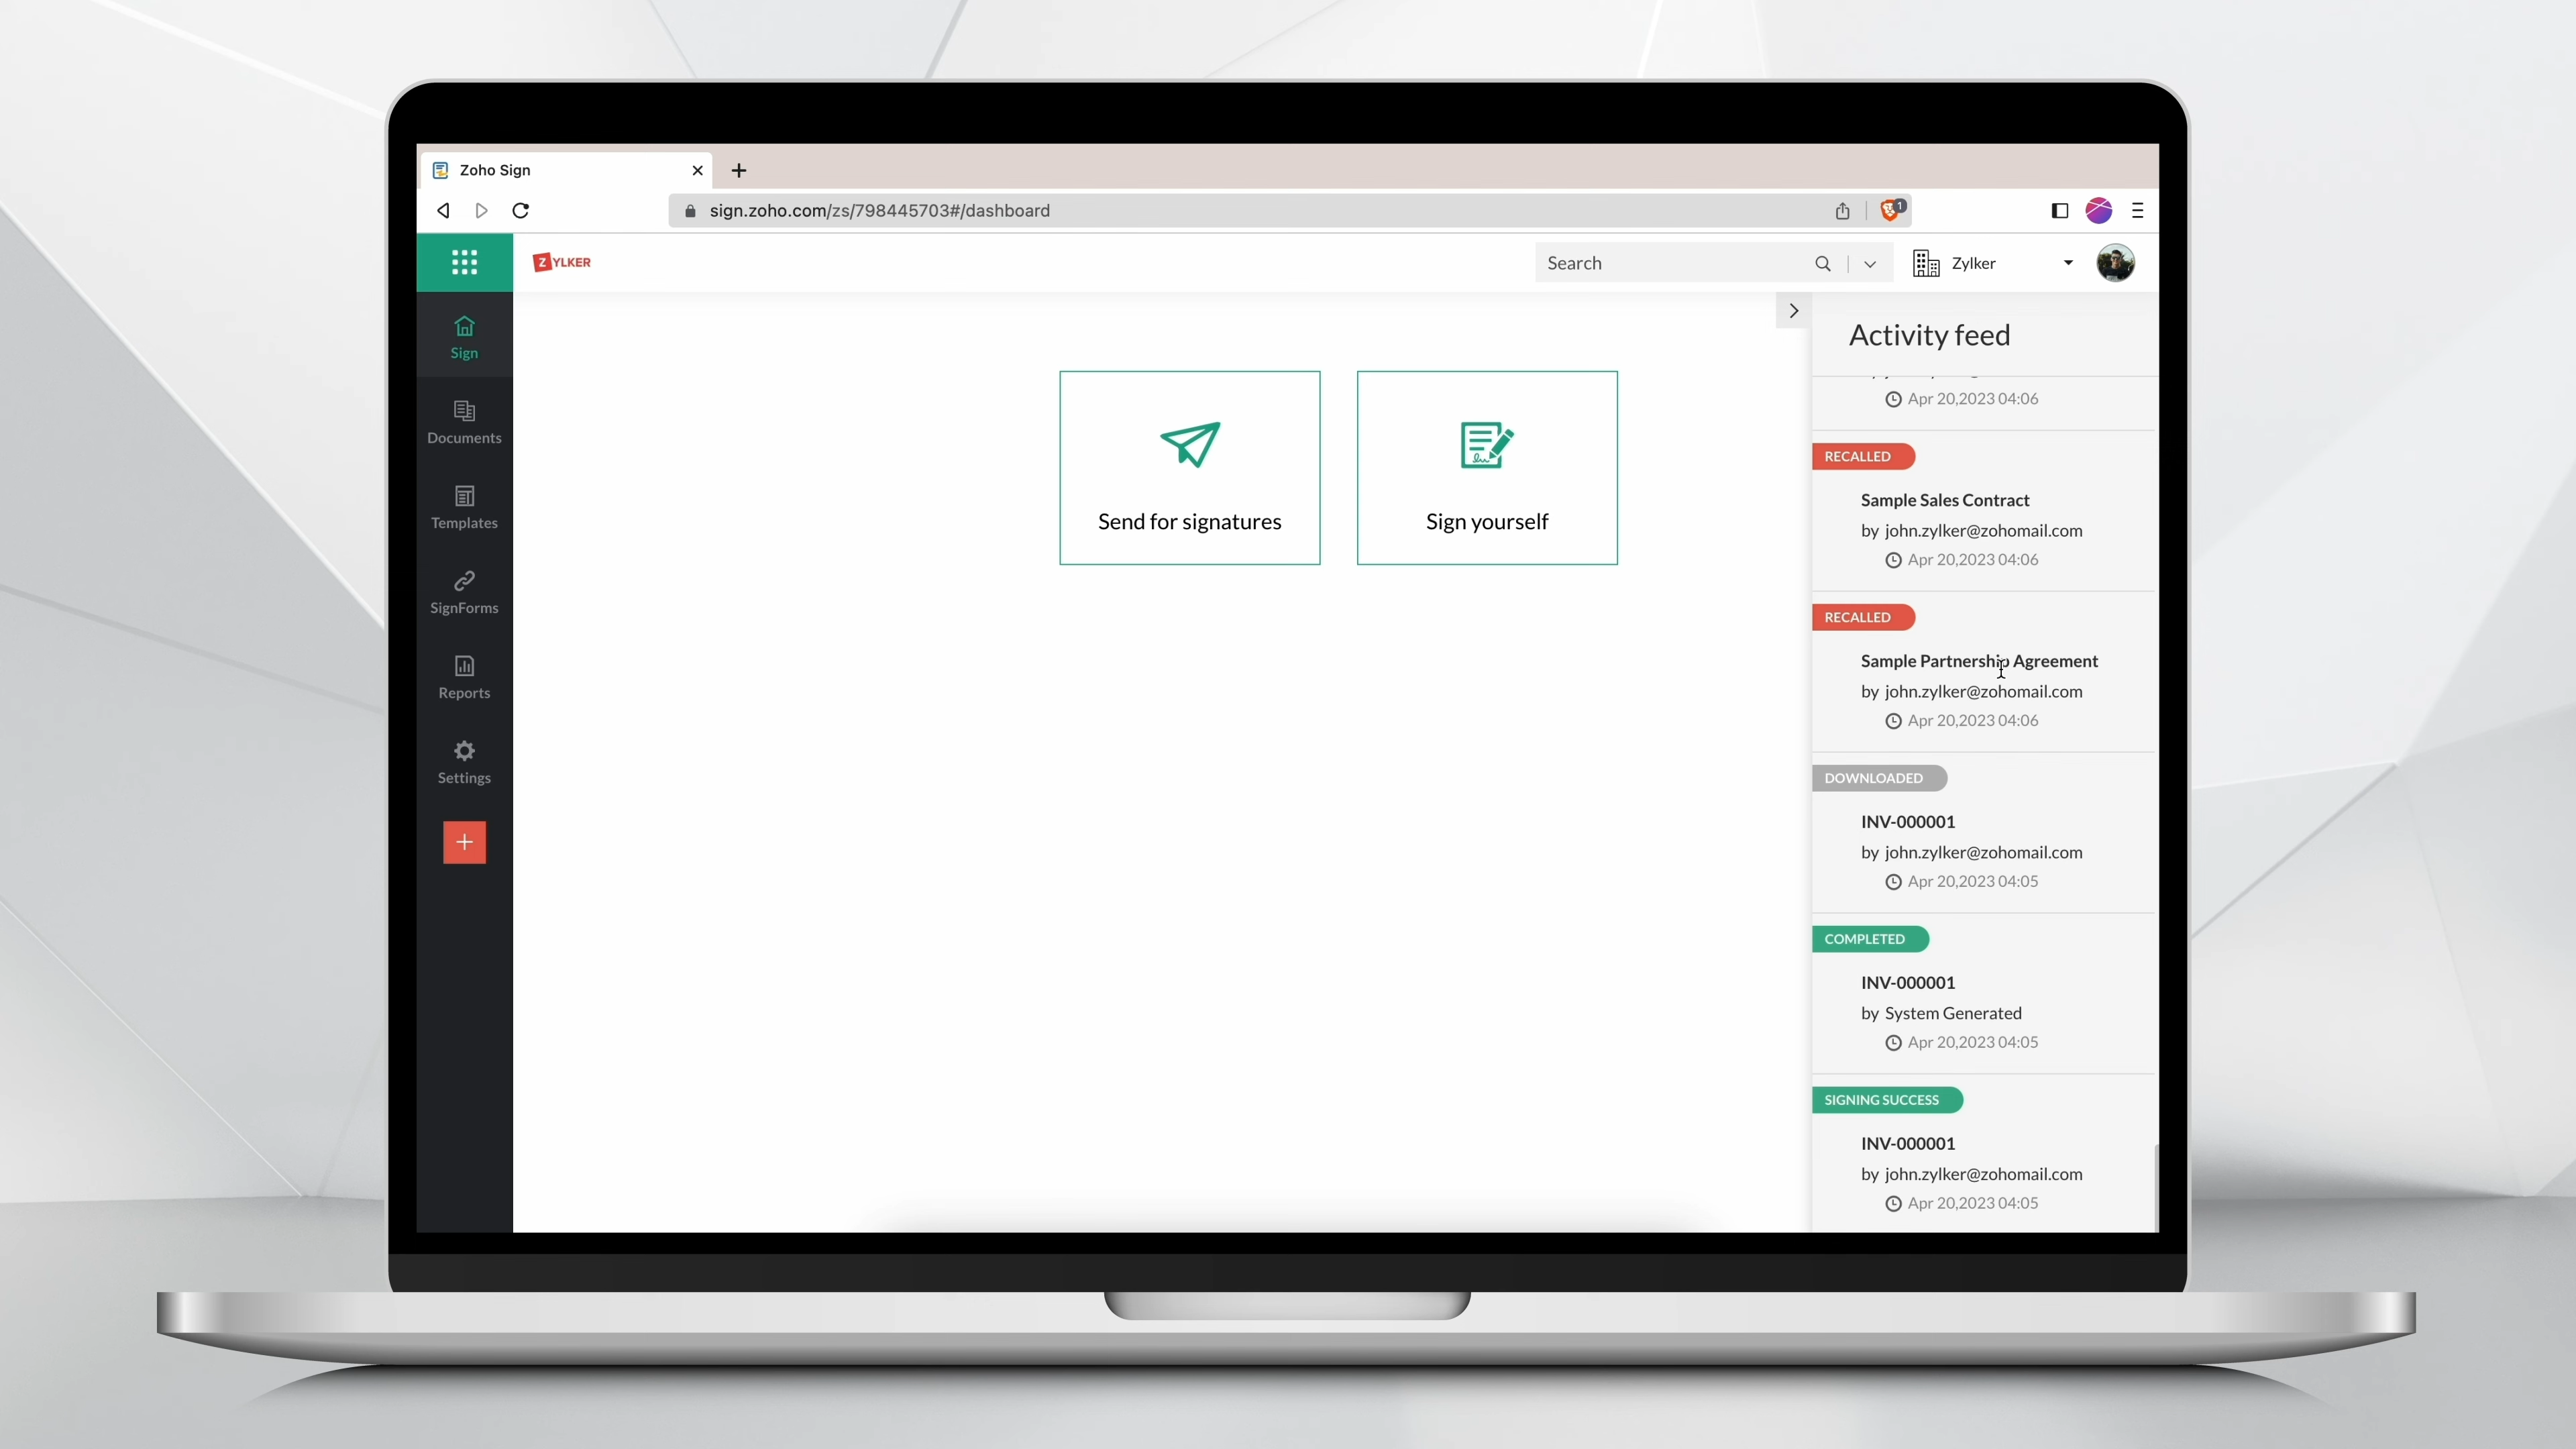 Zoho Sign
sign.zoho.com/zs/798445703#/dashboard
1
ZYLKER
Search
Zylker
Sign
Documents
Templates
SignForms
Reports
Settings
Send for signatures
Sign yourself
Activity feed
Apr 20,2023 04:06
RECALLED
Sample Sales Contract
by john.zylker@zohomail.com
Apr 20,2023 04:06
RECALLED
Sample Partnership Agreement
by john.zylker@zohomail.com
Apr 20,2023 04:06
DOWNLOADED
INV-000001
by john.zylker@zohomail.com
Apr 20,2023 04:05
COMPLETED
INV-000001
by System Generated
Apr 20,2023 04:05
SIGNING SUCCESS
INV-000001
by john.zylker@zohomail.com
Apr 20,2023 04:05